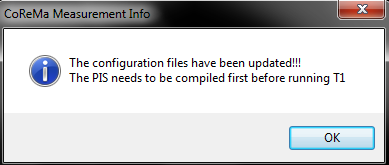 CoReMa Measurement Info
The configuration files have been updated!!!
The PIS needs to be compiled first before running T1
OK